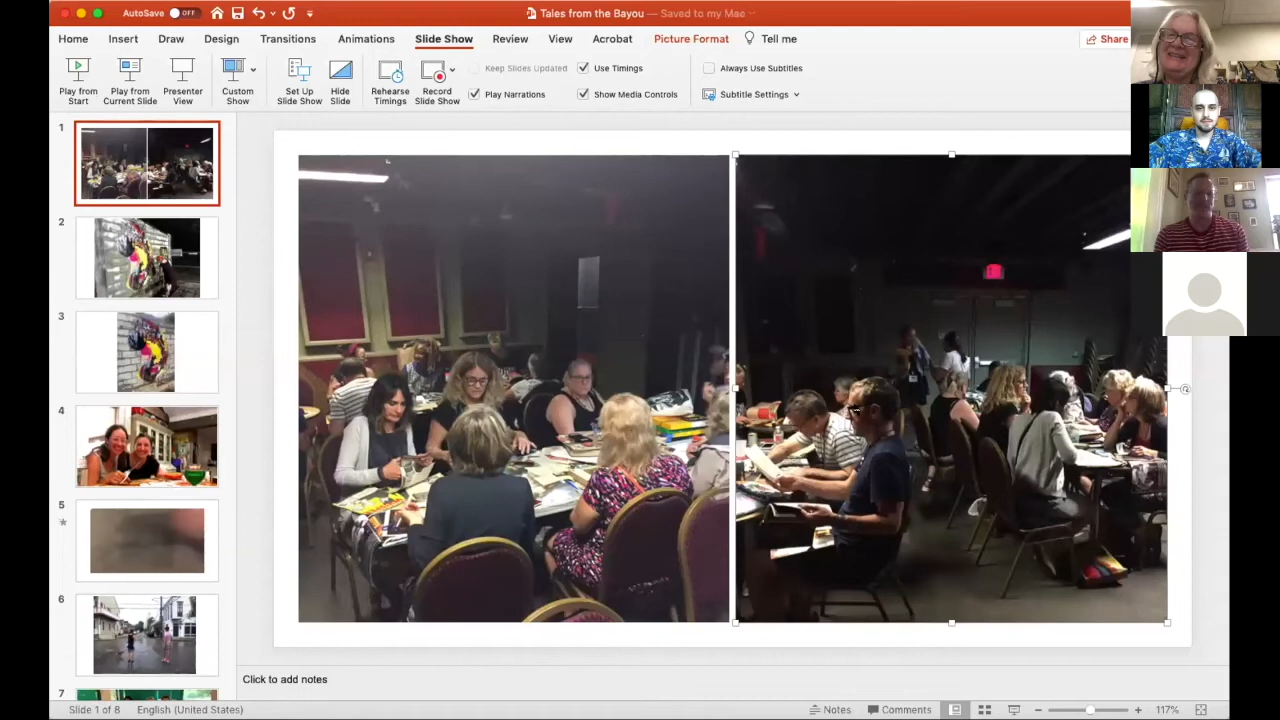 AutoSave OFF
Tales from the Bayou — Saved to my Mac
Home Insert Draw Design Transitions Animations Slide Show Review View Acrobat Picture Format Tell me Share
Play from Start
Play from Current Slide
Presenter View
Custom Show
Set Up Slide Show
Hide Slide
Rehearse Timings
Record Slide Show
Keep Slides Updated
Use Timings
Play Narrations
Show Media Controls
Always Use Subtitles
Subtitle Settings
1
2
3
4
5
6
7
Click to add notes
Slide 1 of 8 English (United States) Notes Comments 117%